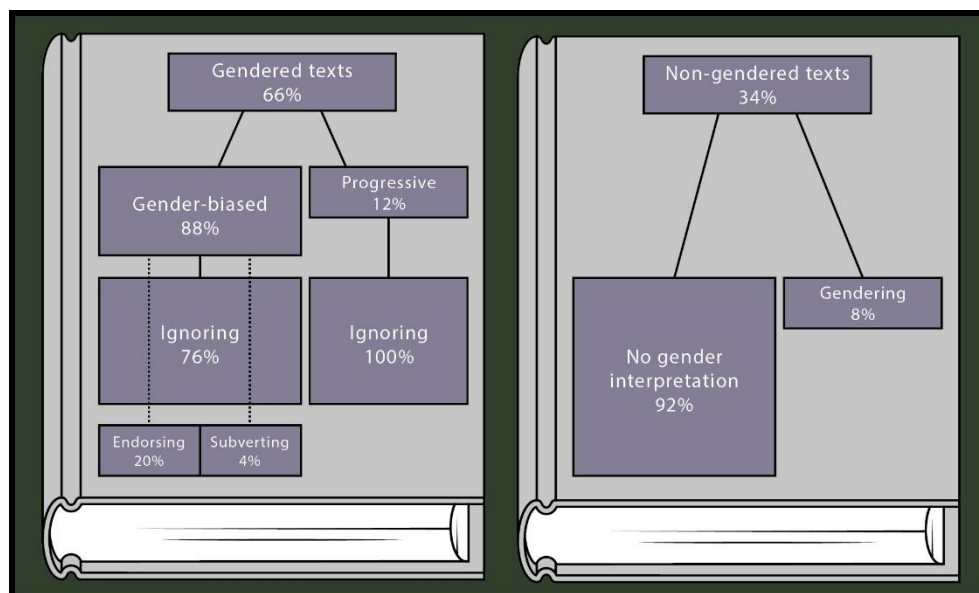 Gendered texts
66%
Gender-biased
88%
Progressive
12%
Ignoring
76%
Ignoring
100%
Endorsing
20%
Subverting
4%
Non-gendered texts
34%
No gender
interpretation
92%
Gendering
8%